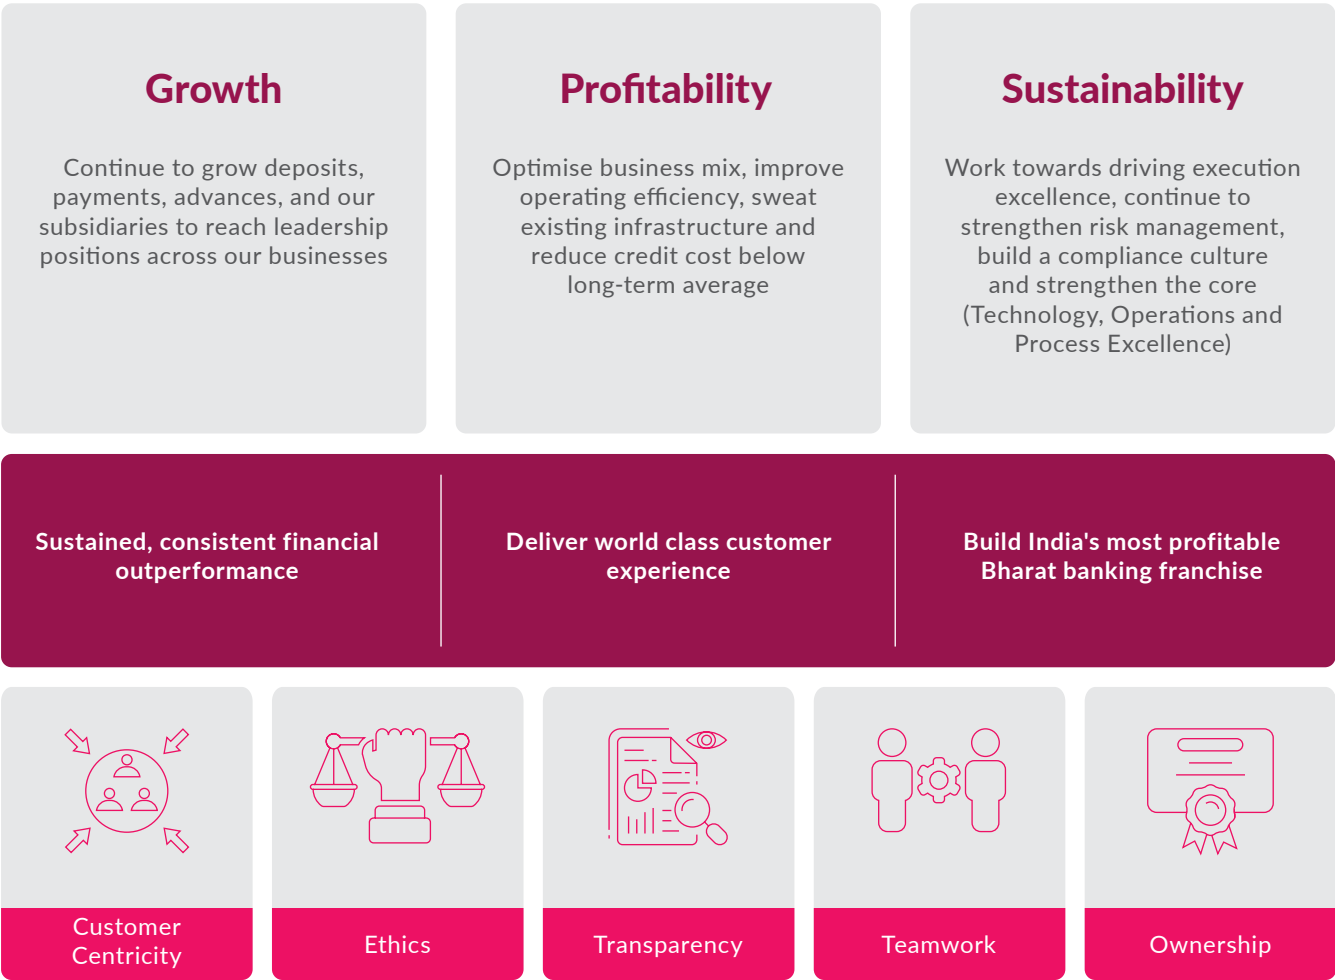 Growth
Continue to grow deposits,
payments, advances, and our
subsidiaries to reach leadership
positions across our businesses
Profitability
Optimise business mix, improve
operating efficiency, sweat
existing infrastructure and
reduce credit cost below
long-term average
Sustainability
Work towards driving execution
excellence, continue to
strengthen risk management,
build a compliance culture
and strengthen the core
(Technology, Operations and
Process Excellence)
Sustained, consistent financial
outperformance
Deliver world class customer
experience
Build India's most profitable
Bharat banking franchise
Customer
Centricity
Ethics
Transparency
Teamwork
Ownership